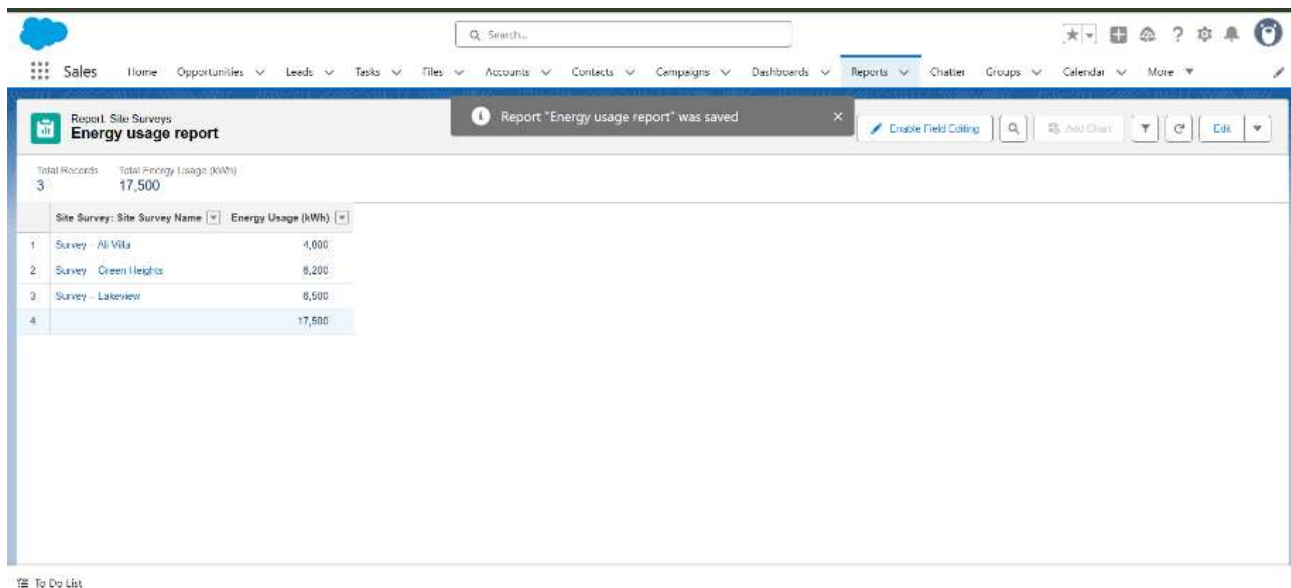 Search...
Sales Home Opportunities Leads Tasks Files Accounts Contacts Campaigns Dashboards Reports Chatter Groups Calendar More
Report: Site Surveys
Energy usage report
Report "Energy usage report" was saved
Enable Field Editing Add Chart Edit
Total Records Total Energy Usage (kWh)
3 17,500
Site Survey: Site Survey Name Energy Usage (kWh)
1 Survey – Ali Villa 4,800
2 Survey – Green Heights 6,200
3 Survey – Lakeview 6,500
4 17,500
To Do List